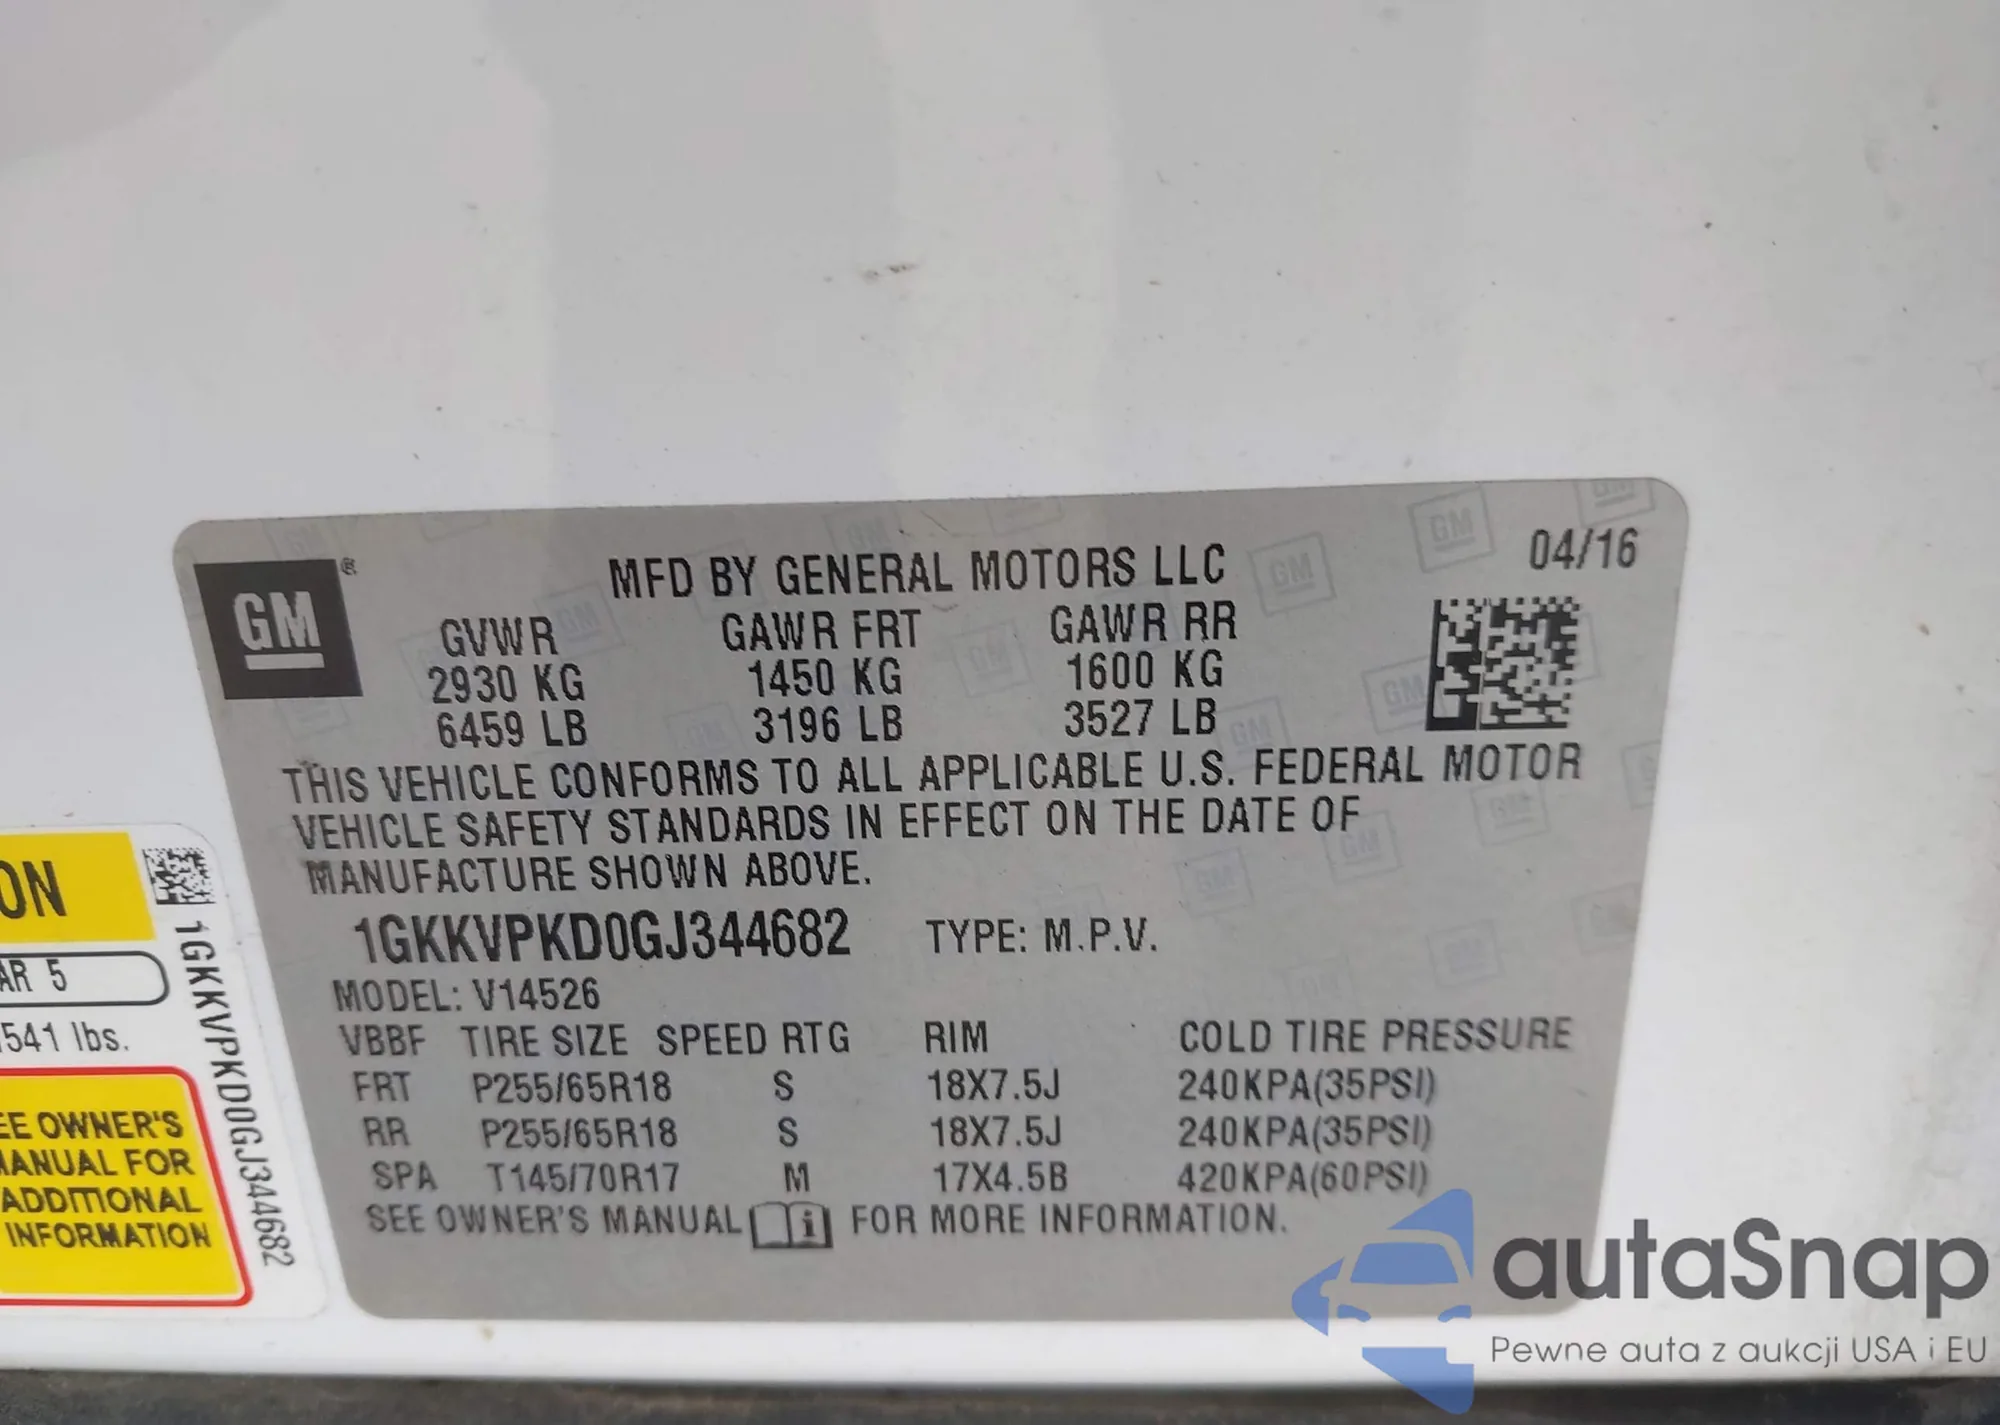 GM ®
MFD BY GENERAL MOTORS LLC
04/16
GVWR GAWR FRT GAWR RR
2930 KG 1450 KG 1600 KG
6459 LB 3196 LB 3527 LB
THIS VEHICLE CONFORMS TO ALL APPLICABLE U.S. FEDERAL MOTOR
VEHICLE SAFETY STANDARDS IN EFFECT ON THE DATE OF
MANUFACTURE SHOWN ABOVE.
1GKKVPKD0GJ344682 TYPE: M.P.V.
MODEL: V14526
VBBF TIRE SIZE SPEED RTG RIM COLD TIRE PRESSURE
FRT P255/65R18 S 18X7.5J 240KPA(35PSI)
RR P255/65R18 S 18X7.5J 240KPA(35PSI)
SPA T145/70R17 M 17X4.5B 420KPA(60PSI)
SEE OWNER'S MANUAL i FOR MORE INFORMATION.
ON
AR 5
541 lbs.
EE OWNER'S
ANUAL FOR
ADDITIONAL
INFORMATION
1GKKVPKD0GJ344682
autaSnap
Pewne auta z aukcji USA i EU